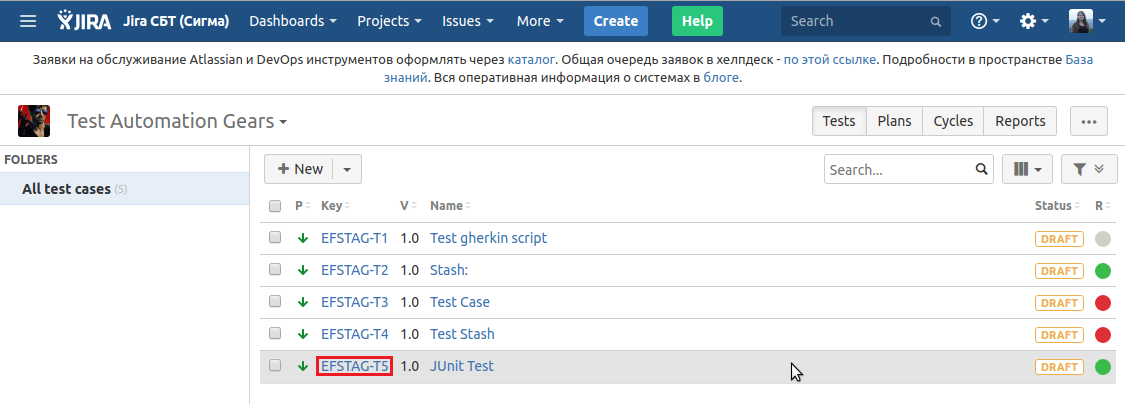 JIRA Jira СБТ (Сигма) Dashboards Projects Issues More Create Help Search
Заявки на обслуживание Atlassian и DevOps инструментов оформлять через каталог. Общая очередь заявок в хелпдеск - по этой ссылке. Подробности в пространстве База
знаний. Вся оперативная информация о системах в блоге.
Test Automation Gears Tests Plans Cycles Reports
FOLDERS
All test cases (5)
+ New Search...
P Key V Name Status R
EFSTAG-T1 1.0 Test gherkin script DRAFT
EFSTAG-T2 1.0 Stash: DRAFT
EFSTAG-T3 1.0 Test Case DRAFT
EFSTAG-T4 1.0 Test Stash DRAFT
EFSTAG-T5 1.0 JUnit Test DRAFT